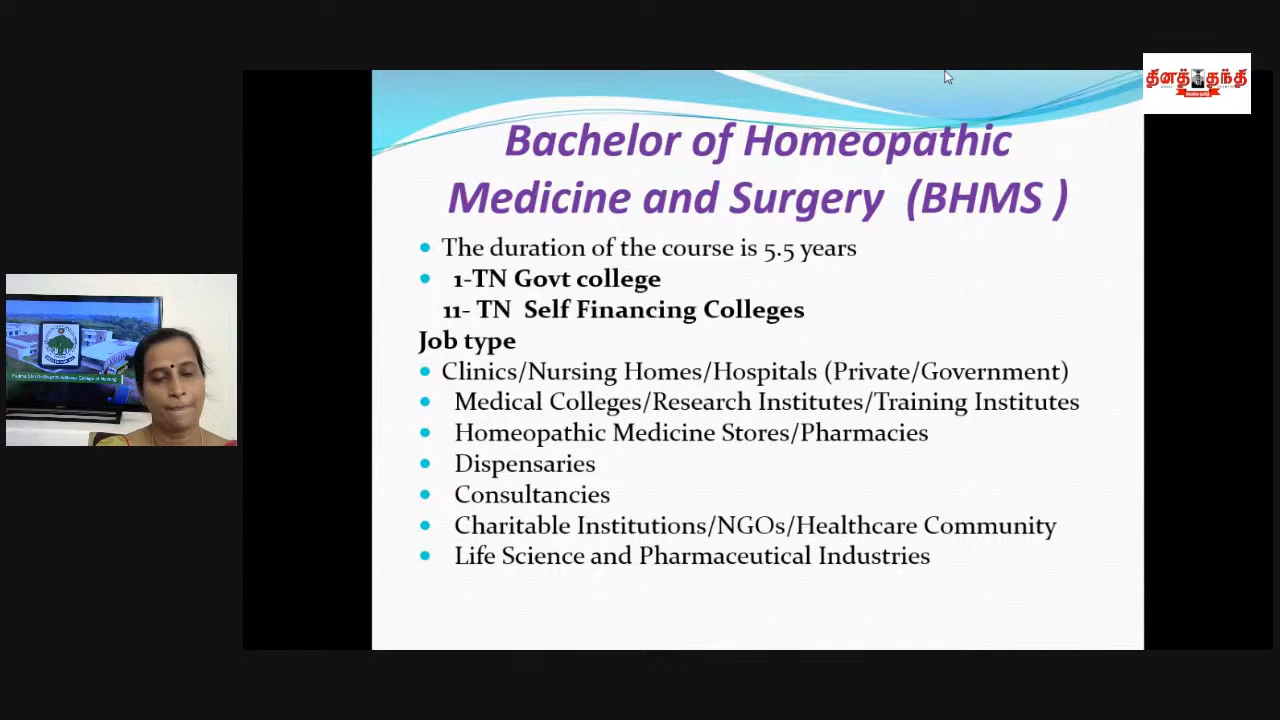 தினத்தந்தி
Bachelor of Homeopathic
Medicine and Surgery (BHMS )
The duration of the course is 5.5 years
1-TN Govt college
11- TN Self Financing Colleges
Job type
Clinics/Nursing Homes/Hospitals (Private/Government)
Medical Colleges/Research Institutes/Training Institutes
Homeopathic Medicine Stores/Pharmacies
Dispensaries
Consultancies
Charitable Institutions/NGOs/Healthcare Community
Life Science and Pharmaceutical Industries
College of Nursing